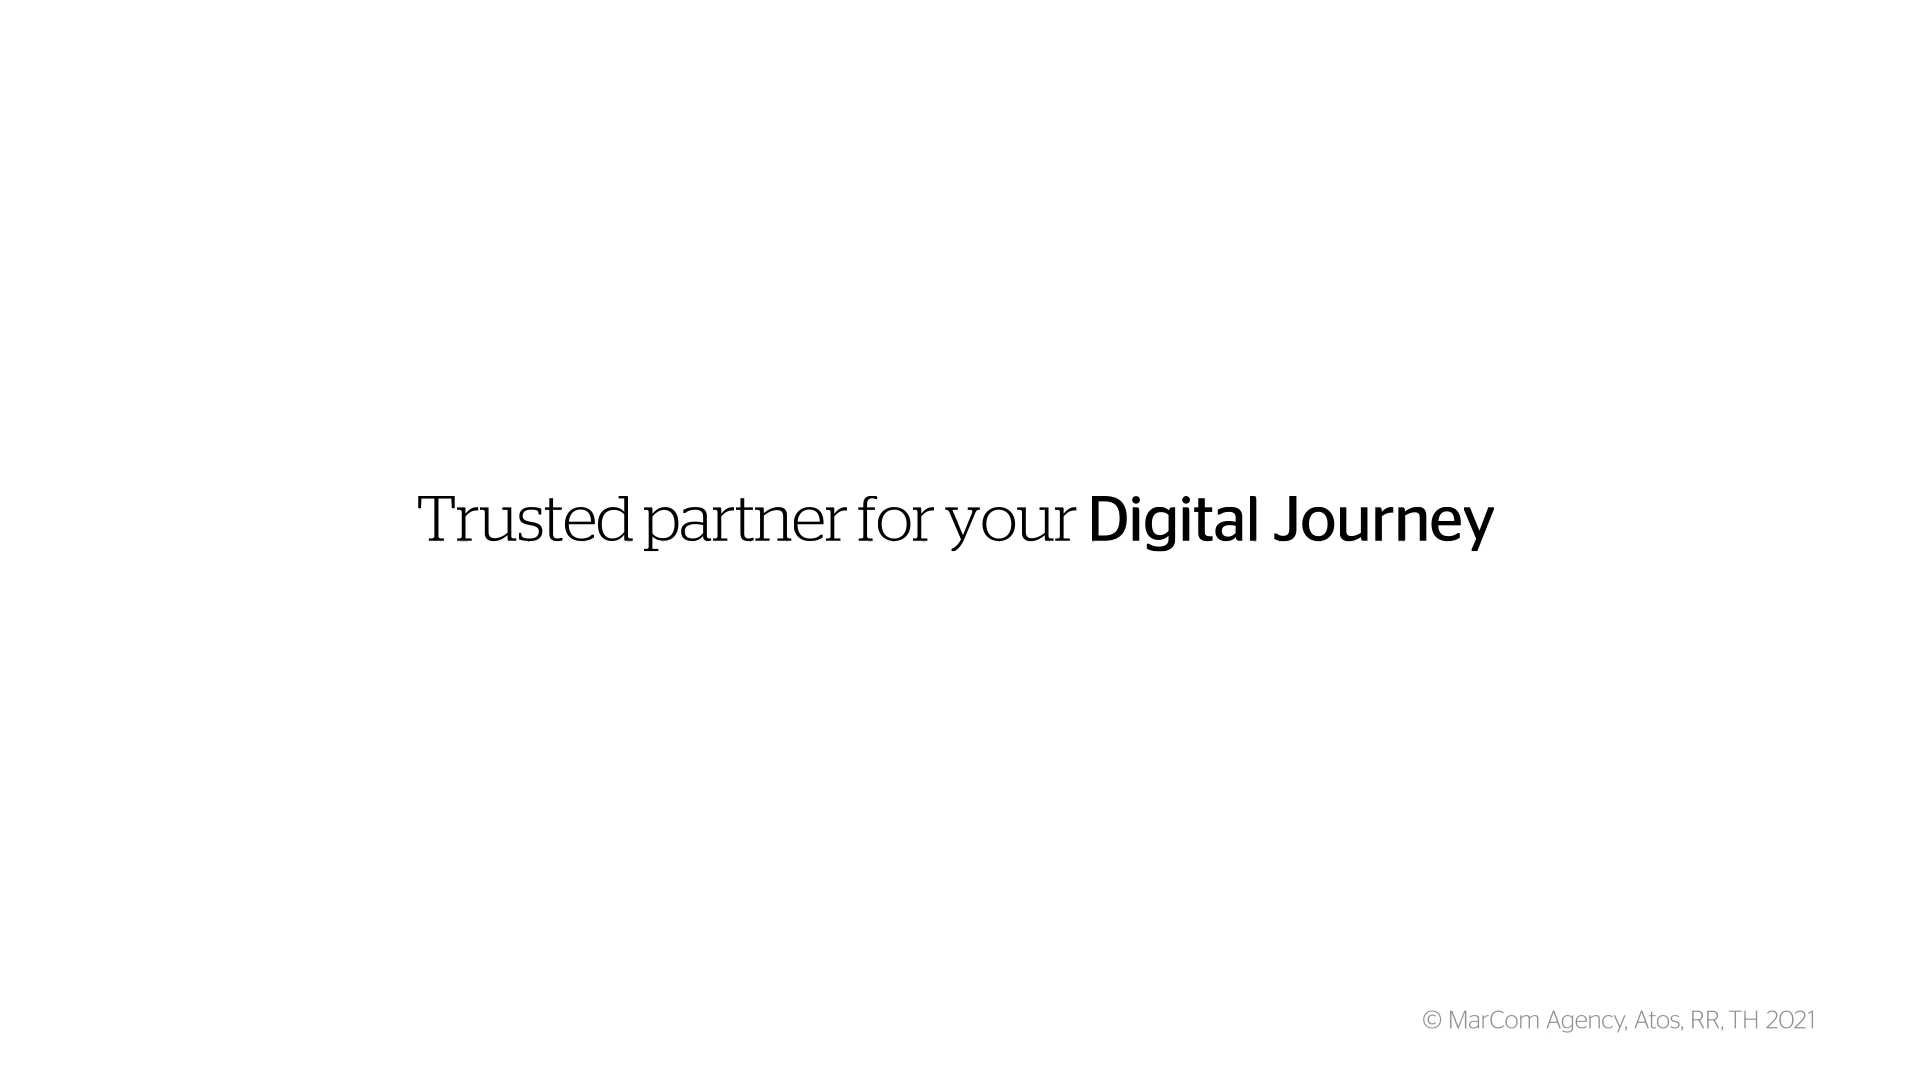 Trusted partner for your Digital Journey
© MarCom Agency, Atos, RR, TH 2021